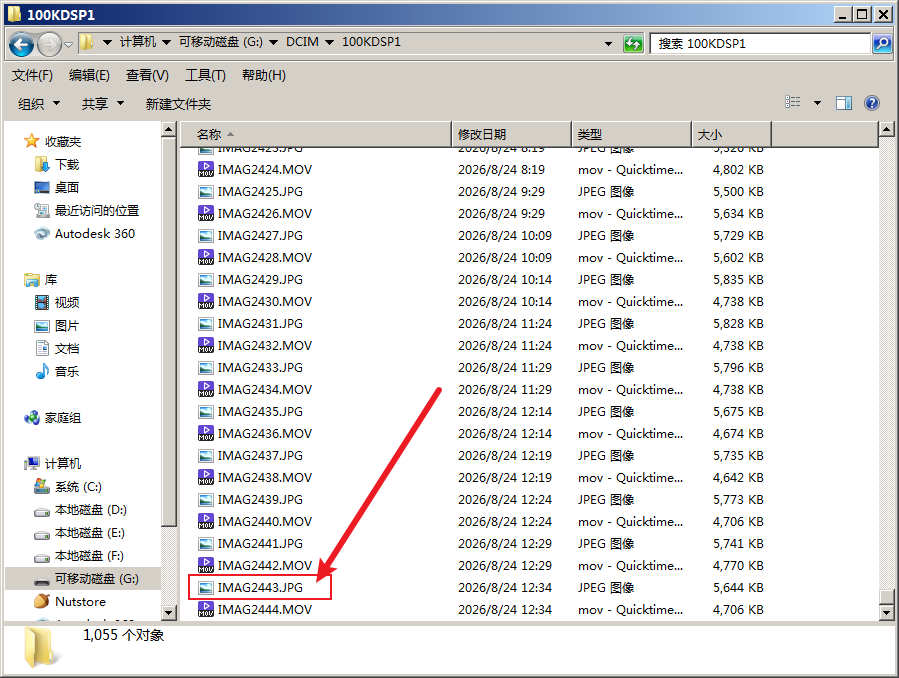 100KDSP1
计算机 可移动磁盘 (G:) DCIM 100KDSP1
搜索 100KDSP1
文件(F) 编辑(E) 查看(V) 工具(T) 帮助(H)
组织 共享 新建文件夹
收藏夹
下载
桌面
最近访问的位置
Autodesk 360
库
视频
图片
文档
音乐
家庭组
计算机
系统 (C:)
本地磁盘 (D:)
本地磁盘 (E:)
本地磁盘 (F:)
可移动磁盘 (G:)
Nutstore
名称 修改日期 类型 大小
IMAG2423.JPG 2026/8/24 8:19 JPEG 图像 5,520 KB
IMAG2424.MOV 2026/8/24 8:19 mov - Quicktime... 4,802 KB
IMAG2425.JPG 2026/8/24 9:29 JPEG 图像 5,500 KB
IMAG2426.MOV 2026/8/24 9:29 mov - Quicktime... 5,634 KB
IMAG2427.JPG 2026/8/24 10:09 JPEG 图像 5,729 KB
IMAG2428.MOV 2026/8/24 10:09 mov - Quicktime... 5,602 KB
IMAG2429.JPG 2026/8/24 10:14 JPEG 图像 5,835 KB
IMAG2430.MOV 2026/8/24 10:14 mov - Quicktime... 4,738 KB
IMAG2431.JPG 2026/8/24 11:24 JPEG 图像 5,828 KB
IMAG2432.MOV 2026/8/24 11:24 mov - Quicktime... 4,738 KB
IMAG2433.JPG 2026/8/24 11:29 JPEG 图像 5,796 KB
IMAG2434.MOV 2026/8/24 11:29 mov - Quicktime... 4,738 KB
IMAG2435.JPG 2026/8/24 12:14 JPEG 图像 5,675 KB
IMAG2436.MOV 2026/8/24 12:14 mov - Quicktime... 4,674 KB
IMAG2437.JPG 2026/8/24 12:19 JPEG 图像 5,735 KB
IMAG2438.MOV 2026/8/24 12:19 mov - Quicktime... 4,642 KB
IMAG2439.JPG 2026/8/24 12:24 JPEG 图像 5,773 KB
IMAG2440.MOV 2026/8/24 12:24 mov - Quicktime... 4,706 KB
IMAG2441.JPG 2026/8/24 12:29 JPEG 图像 5,741 KB
IMAG2442.MOV 2026/8/24 12:29 mov - Quicktime... 4,770 KB
IMAG2443.JPG 2026/8/24 12:34 JPEG 图像 5,644 KB
IMAG2444.MOV 2026/8/24 12:34 mov - Quicktime... 4,706 KB
1,055 个对象